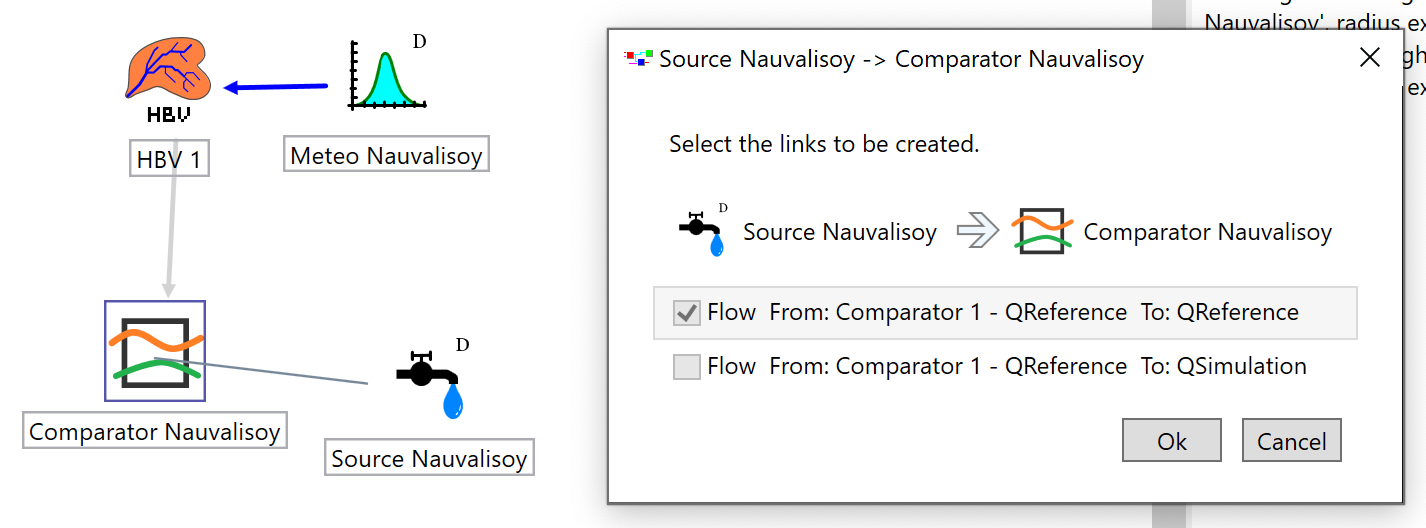 D
HBV
HBV 1
Meteo Nauvalisoy
Comparator Nauvalisoy
D
Source Nauvalisoy
Nauvalisoy', radius ex
gh
ex
Source Nauvalisoy -> Comparator Nauvalisoy
Select the links to be created.
D
Source Nauvalisoy
Comparator Nauvalisoy
Flow From: Comparator 1 - QReference To: QReference
Flow From: Comparator 1 - QReference To: QSimulation
Ok
Cancel